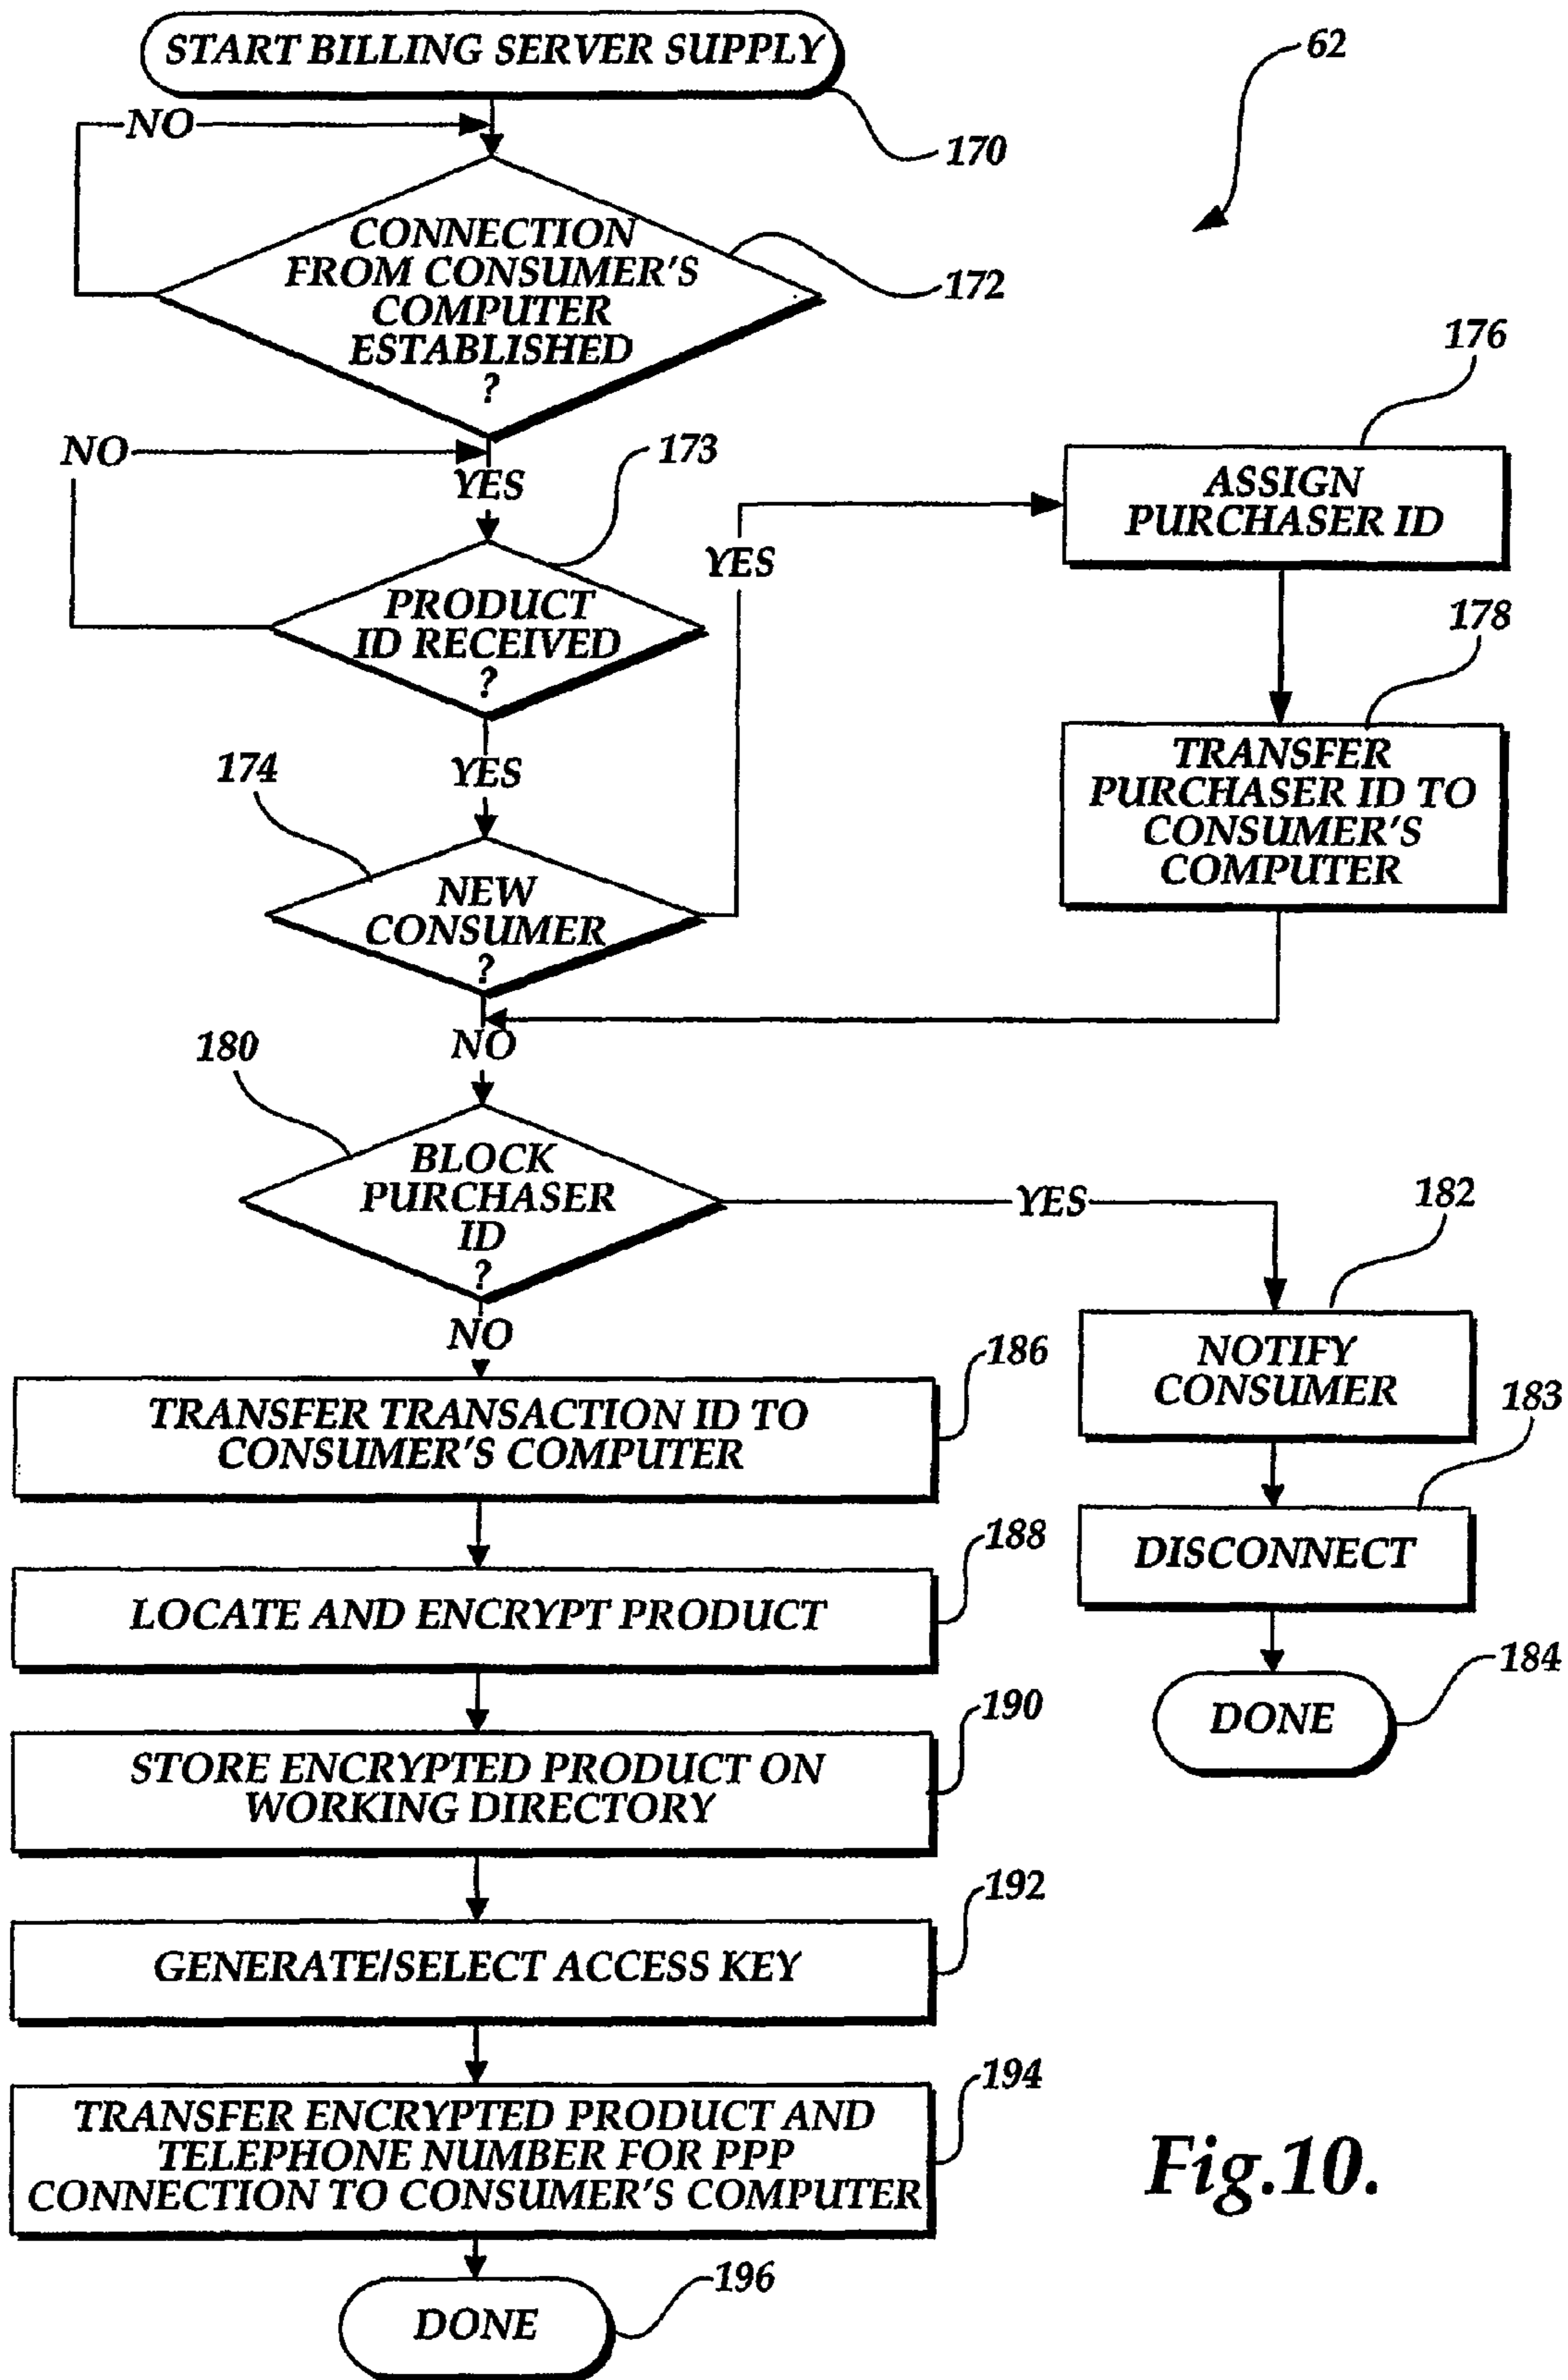 START BILLING SERVER SUPPLY
62
NO
170
CONNECTION
FROM CONSUMER'S
COMPUTER
ESTABLISHED
?
172
176
NO
173
YES
ASSIGN
PURCHASER ID
YES
PRODUCT
ID RECEIVED
?
178
174
YES
TRANSFER
PURCHASER ID TO
CONSUMER'S
COMPUTER
NEW
CONSUMER
?
180
NO
BLOCK
PURCHASER
ID
?
YES
182
NO
186
NOTIFY
CONSUMER
183
TRANSFER TRANSACTION ID TO
CONSUMER'S COMPUTER
188
DISCONNECT
LOCATE AND ENCRYPT PRODUCT
184
190
DONE
STORE ENCRYPTED PRODUCT ON
WORKING DIRECTORY
192
GENERATE/SELECT ACCESS KEY
194
TRANSFER ENCRYPTED PRODUCT AND
TELEPHONE NUMBER FOR PPP
CONNECTION TO CONSUMER'S COMPUTER
Fig.10.
196
DONE